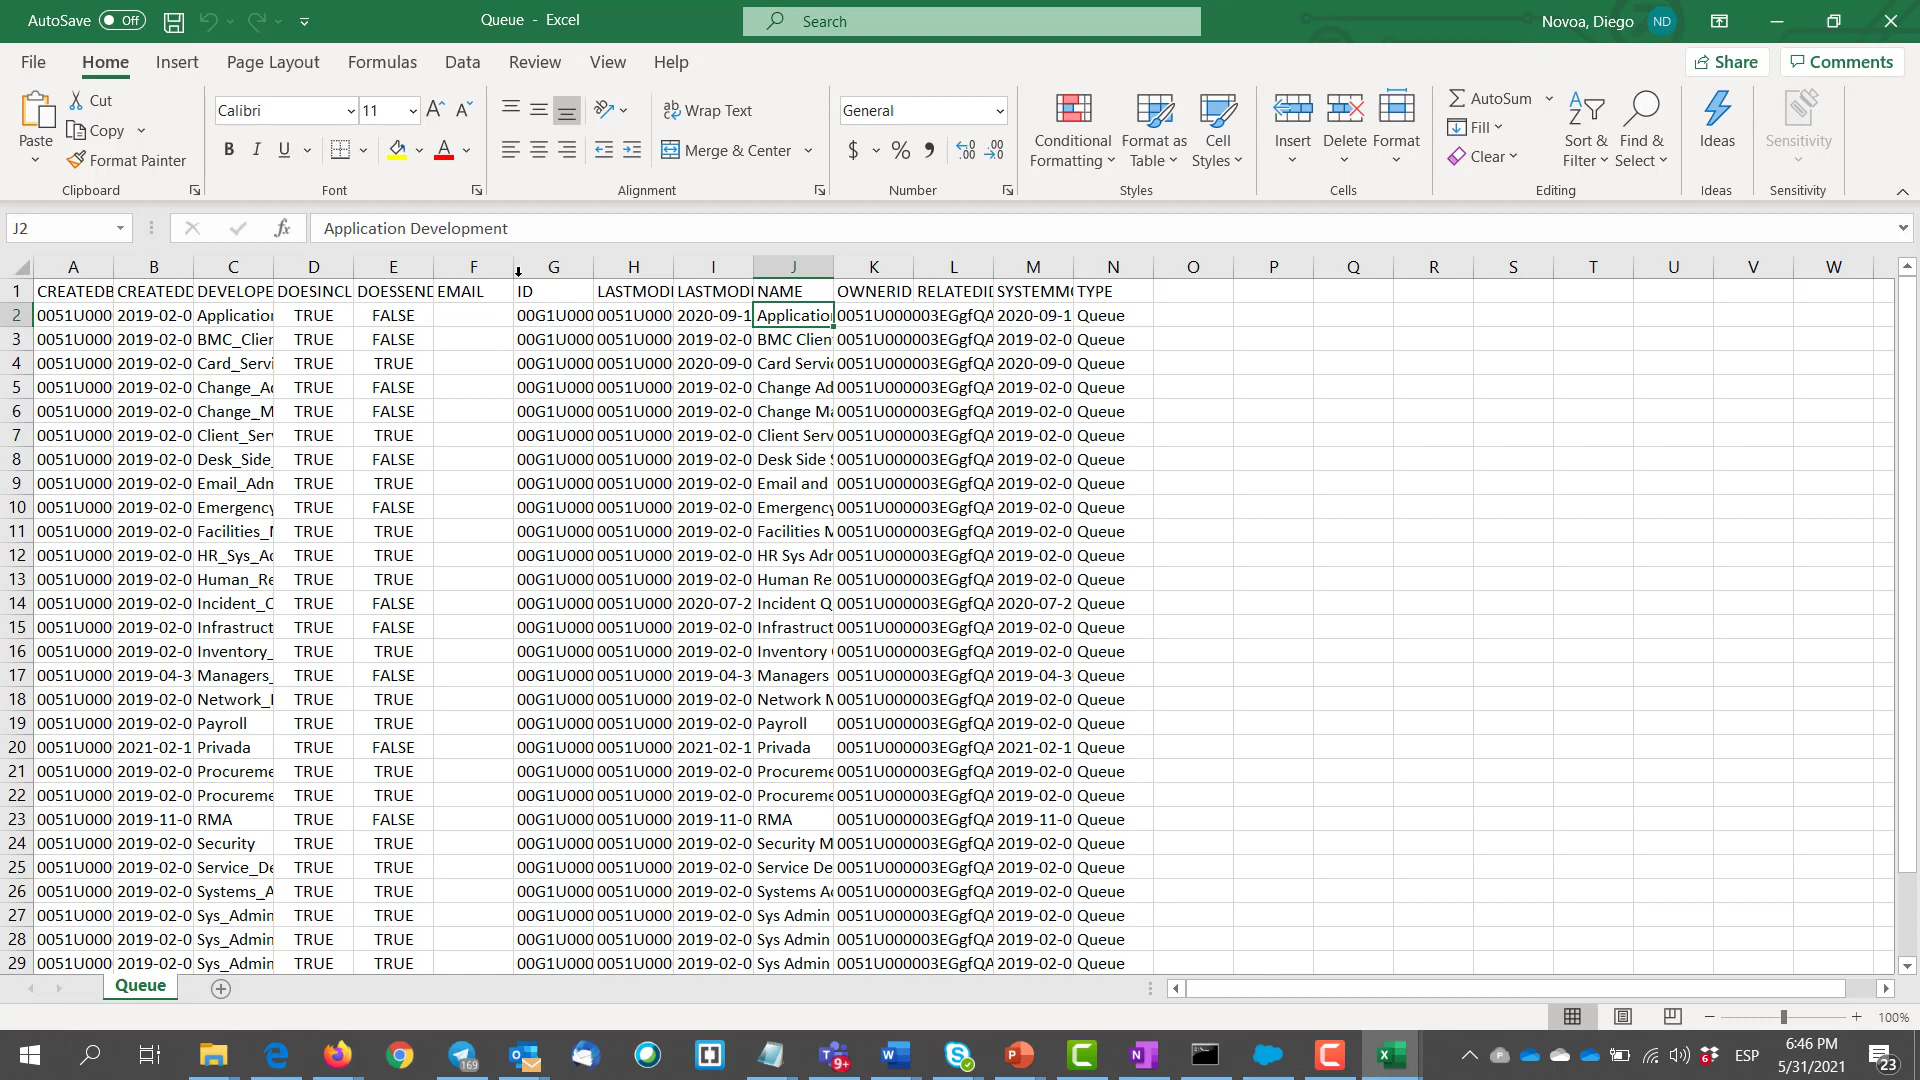 AutoSave Off Queue - Excel Search Novoa, Diego ND
File Home Insert Page Layout Formulas Data Review View Help Share Comments
Cut Calibri 11 Wrap Text General AutoSum
Paste Copy Conditional Formatting Format as Table Cell Styles Insert Delete Format Fill Sort & Filter Find & Select Ideas Sensitivity
Format Painter B I U A Merge & Center $ % Clear
Clipboard Font Alignment Number Styles Cells Editing Ideas Sensitivity
J2 fx Application Development
A B C D E F G H I J K L M N O P Q R S T U V W
1 CREATEDB CREATEDD DEVELOPE DOESINCL DOESSEND EMAIL ID LASTMODI LASTMODI NAME OWNERID RELATEDID SYSTEMMO TYPE
2 0051U000 2019-02-0 Application TRUE FALSE 00G1U000 0051U000 2020-09-1 Application 0051U000003EGgfQA 2020-09-1 Queue
3 0051U000 2019-02-0 BMC_Clien TRUE FALSE 00G1U000 0051U000 2019-02-0 BMC Clien 0051U000003EGgfQA 2019-02-0 Queue
4 0051U000 2019-02-0 Card_Servi TRUE TRUE 00G1U000 0051U000 2020-09-0 Card Servic 0051U000003EGgfQA 2020-09-0 Queue
5 0051U000 2019-02-0 Change_Ad TRUE FALSE 00G1U000 0051U000 2019-02-0 Change Ad 0051U000003EGgfQA 2019-02-0 Queue
6 0051U000 2019-02-0 Change_M TRUE FALSE 00G1U000 0051U000 2019-02-0 Change Ma 0051U000003EGgfQA 2019-02-0 Queue
7 0051U000 2019-02-0 Client_Serv TRUE TRUE 00G1U000 0051U000 2019-02-0 Client Serv 0051U000003EGgfQA 2019-02-0 Queue
8 0051U000 2019-02-0 Desk_Side_ TRUE FALSE 00G1U000 0051U000 2019-02-0 Desk Side S 0051U000003EGgfQA 2019-02-0 Queue
9 0051U000 2019-02-0 Email_Adm TRUE TRUE 00G1U000 0051U000 2019-02-0 Email and 0051U000003EGgfQA 2019-02-0 Queue
10 0051U000 2019-02-0 Emergency TRUE FALSE 00G1U000 0051U000 2019-02-0 Emergency 0051U000003EGgfQA 2019-02-0 Queue
11 0051U000 2019-02-0 Facilities_M TRUE TRUE 00G1U000 0051U000 2019-02-0 Facilities M 0051U000003EGgfQA 2019-02-0 Queue
12 0051U000 2019-02-0 HR_Sys_Ad TRUE TRUE 00G1U000 0051U000 2019-02-0 HR Sys Adm 0051U000003EGgfQA 2019-02-0 Queue
13 0051U000 2019-02-0 Human_Re TRUE TRUE 00G1U000 0051U000 2019-02-0 Human Re 0051U000003EGgfQA 2019-02-0 Queue
14 0051U000 2019-02-0 Incident_Q TRUE FALSE 00G1U000 0051U000 2020-07-2 Incident Q 0051U000003EGgfQA 2020-07-2 Queue
15 0051U000 2019-02-0 Infrastruct TRUE FALSE 00G1U000 0051U000 2019-02-0 Infrastruct 0051U000003EGgfQA 2019-02-0 Queue
16 0051U000 2019-02-0 Inventory_ TRUE TRUE 00G1U000 0051U000 2019-02-0 Inventory 0051U000003EGgfQA 2019-02-0 Queue
17 0051U000 2019-04-3 Managers_ TRUE FALSE 00G1U000 0051U000 2019-04-3 Managers 0051U000003EGgfQA 2019-04-3 Queue
18 0051U000 2019-02-0 Network_M TRUE TRUE 00G1U000 0051U000 2019-02-0 Network M 0051U000003EGgfQA 2019-02-0 Queue
19 0051U000 2019-02-0 Payroll TRUE TRUE 00G1U000 0051U000 2019-02-0 Payroll 0051U000003EGgfQA 2019-02-0 Queue
20 0051U000 2021-02-1 Privada TRUE FALSE 00G1U000 0051U000 2021-02-1 Privada 0051U000003EGgfQA 2021-02-1 Queue
21 0051U000 2019-02-0 Procureme TRUE TRUE 00G1U000 0051U000 2019-02-0 Procureme 0051U000003EGgfQA 2019-02-0 Queue
22 0051U000 2019-02-0 Procureme TRUE TRUE 00G1U000 0051U000 2019-02-0 Procureme 0051U000003EGgfQA 2019-02-0 Queue
23 0051U000 2019-11-0 RMA TRUE FALSE 00G1U000 0051U000 2019-11-0 RMA 0051U000003EGgfQA 2019-11-0 Queue
24 0051U000 2019-02-0 Security TRUE TRUE 00G1U000 0051U000 2019-02-0 Security M 0051U000003EGgfQA 2019-02-0 Queue
25 0051U000 2019-02-0 Service_De TRUE TRUE 00G1U000 0051U000 2019-02-0 Service De 0051U000003EGgfQA 2019-02-0 Queue
26 0051U000 2019-02-0 Systems_A TRUE TRUE 00G1U000 0051U000 2019-02-0 Systems Ad 0051U000003EGgfQA 2019-02-0 Queue
27 0051U000 2019-02-0 Sys_Admin TRUE TRUE 00G1U000 0051U000 2019-02-0 Sys Admin 0051U000003EGgfQA 2019-02-0 Queue
28 0051U000 2019-02-0 Sys_Admin TRUE TRUE 00G1U000 0051U000 2019-02-0 Sys Admin 0051U000003EGgfQA 2019-02-0 Queue
29 0051U000 2019-02-0 Sys_Admin TRUE TRUE 00G1U000 0051U000 2019-02-0 Sys Admin 0051U000003EGgfQA 2019-02-0 Queue
Queue
100%
169 9+ ESP 6:46 PM
5/31/2021 23